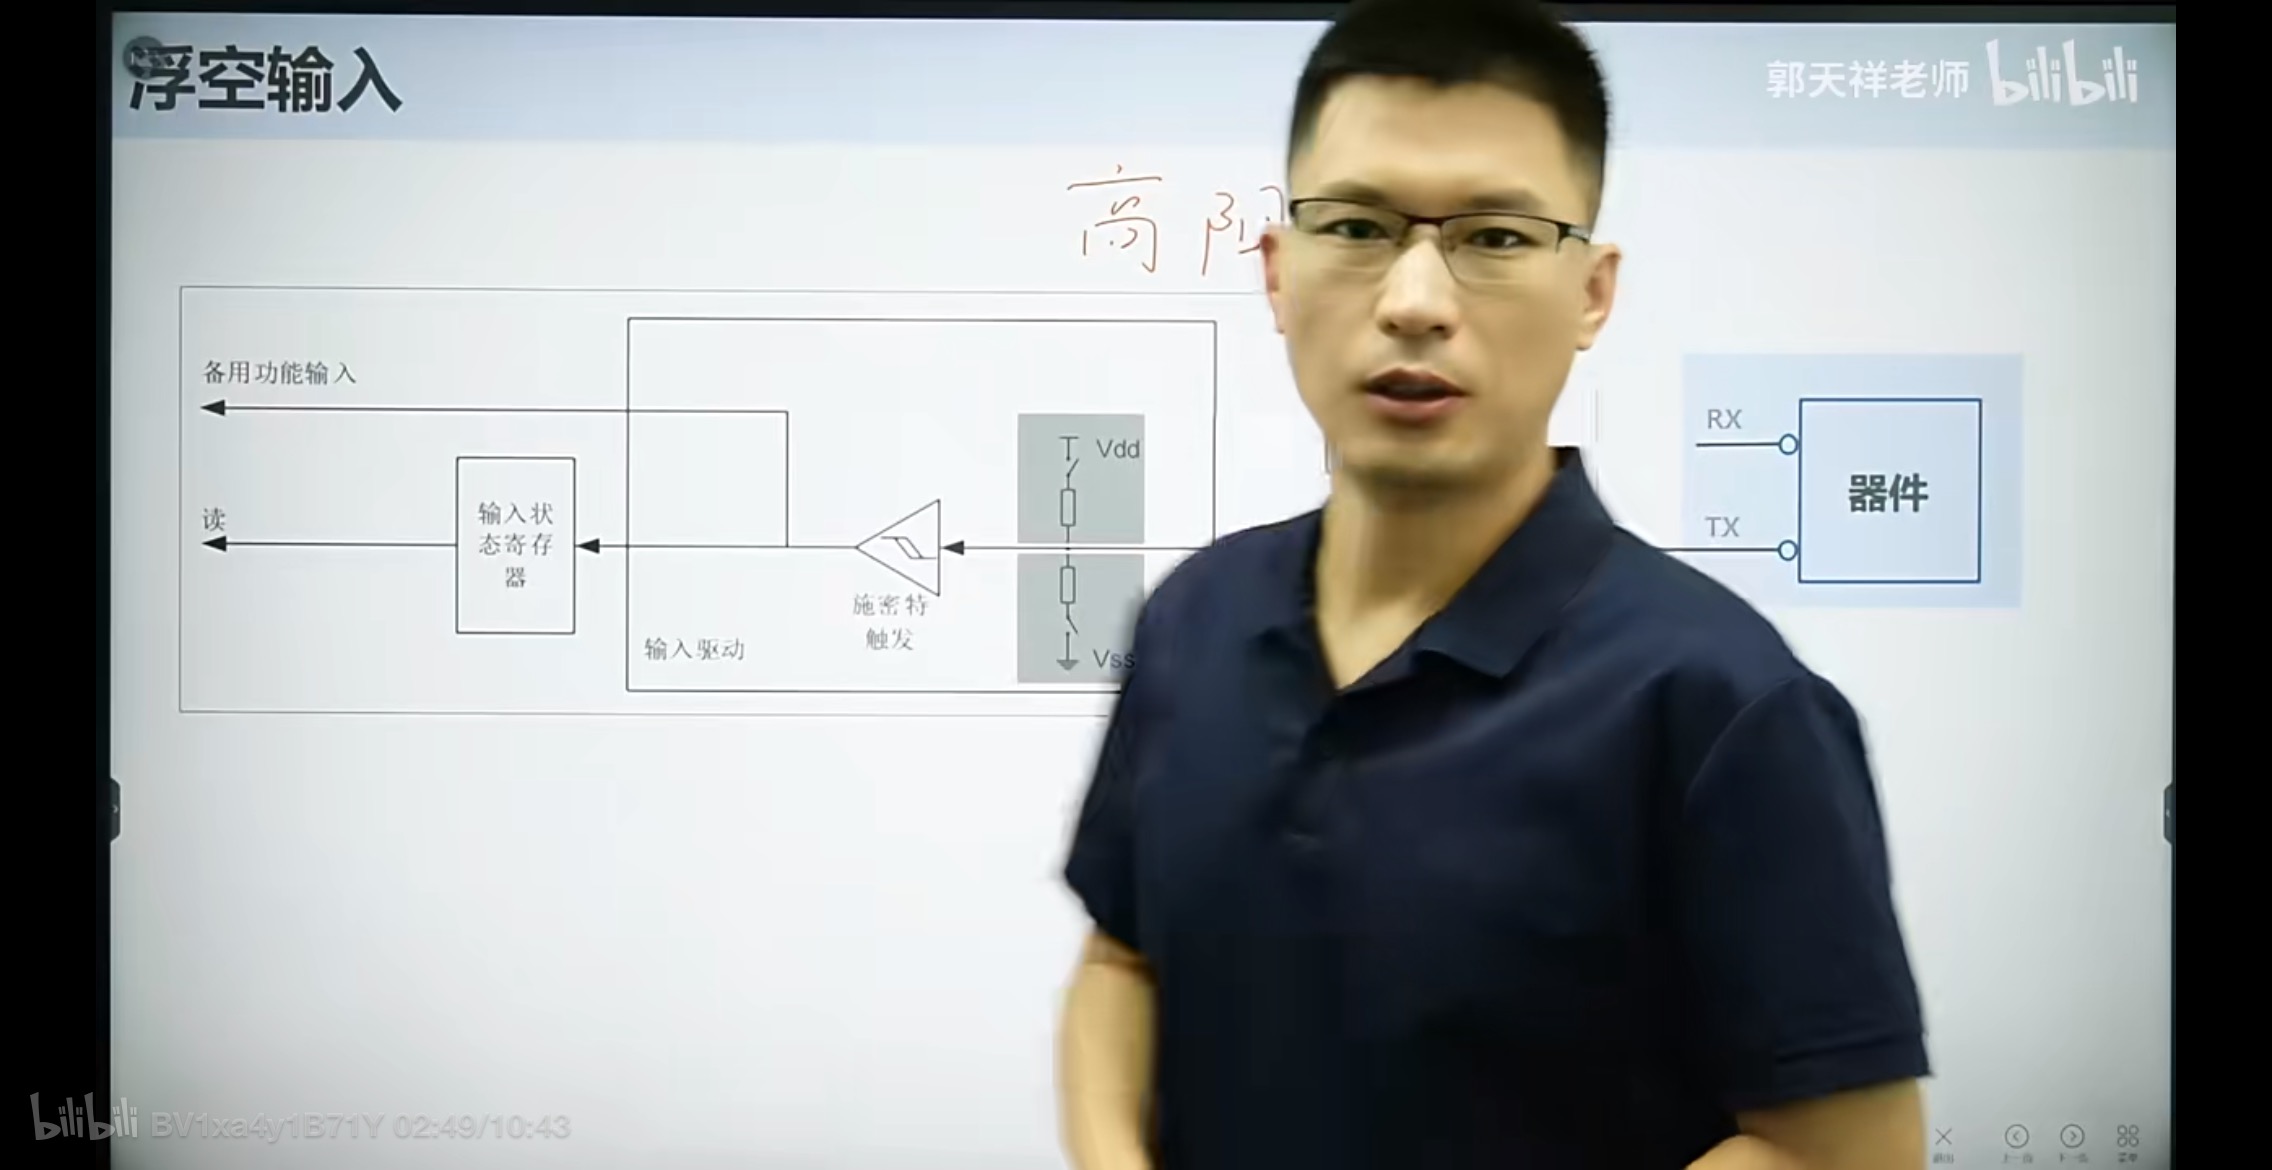 浮空输入
郭天祥老师 bilibili
高阻
备用功能输入
Vdd
RX
器件
读
输入状
态寄存
器
TX
施密特
触发
输入驱动
Vss
bilibili BV1xa4y1B71Y 02:49/10:43